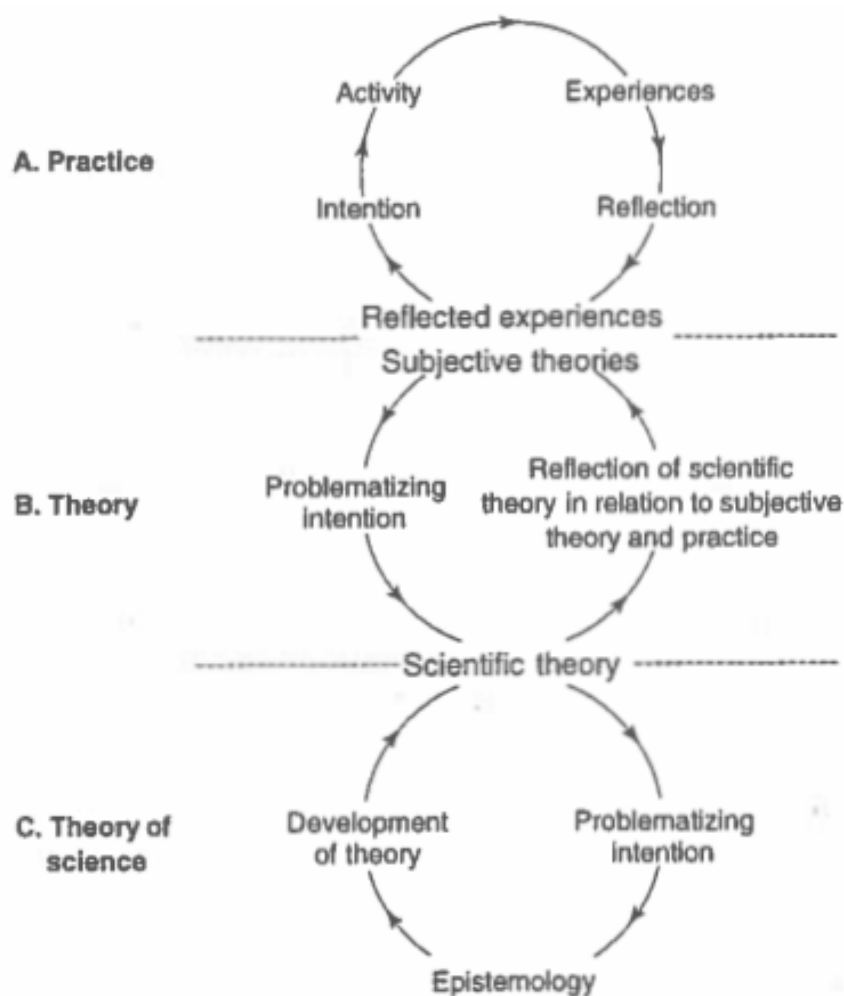 Activity
Experiences
A. Practice
Intention
Reflection
Reflected experiences
Subjective theories
B. Theory
Problematizing
intention
Reflection of scientific
theory in relation to subjective
theory and practice
Scientific theory
C. Theory of
science
Development
of theory
Problematizing
intention
Epistemology